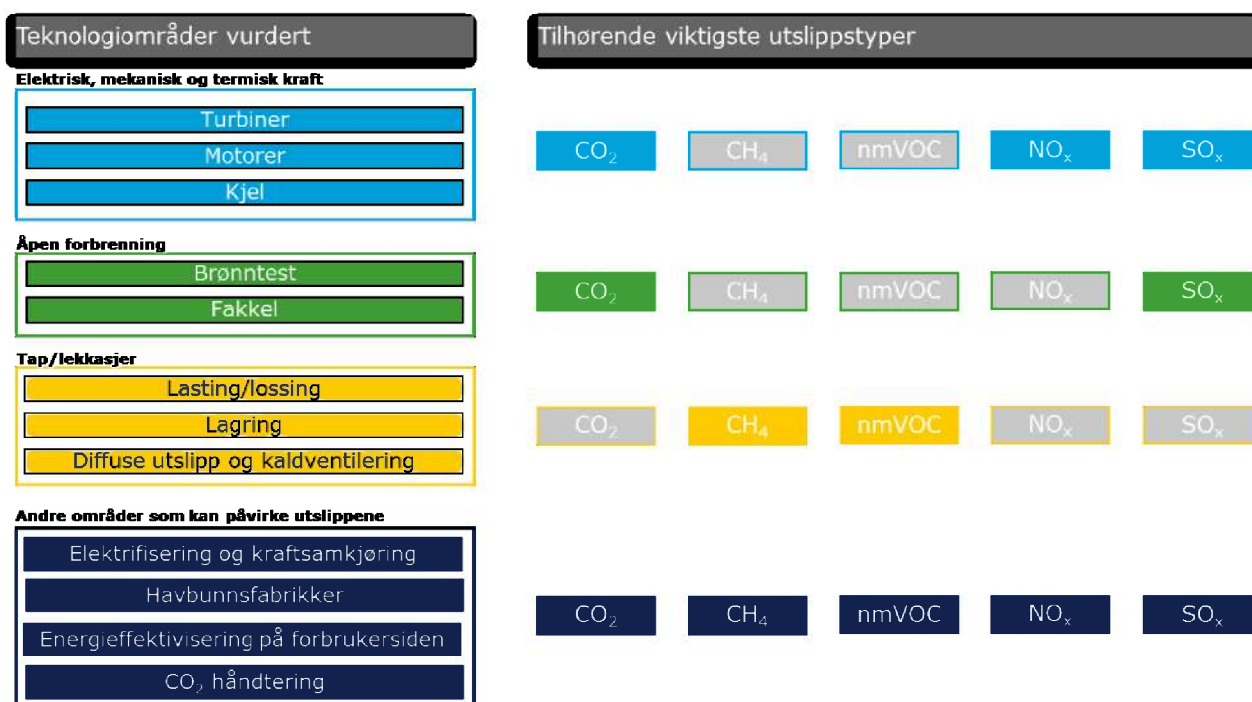 Teknologiområder vurdert
Tilhørende viktigste utslippstyper
Elektrisk, mekanisk og termisk kraft
Turbiner
Motorer
Kjel
CO₂ CH₄ nmVOC NOₓ SOₓ
Åpen forbrenning
Brønntest
Fakkel
CO₂ CH₄ nmVOC NOₓ SOₓ
Tap/lekkasjer
Lasting/lossing
Lagring
Diffuse utslipp og kaldventilering
CO₂ CH₄ nmVOC NOₓ SOₓ
Andre områder som kan påvirke utslippene
Elektrifisering og kraftsamkjøring
Havbunnsfabrikker
Energieffektivisering på forbrukersiden
CO₂ håndtering
CO₂ CH₄ nmVOC NOₓ SOₓ